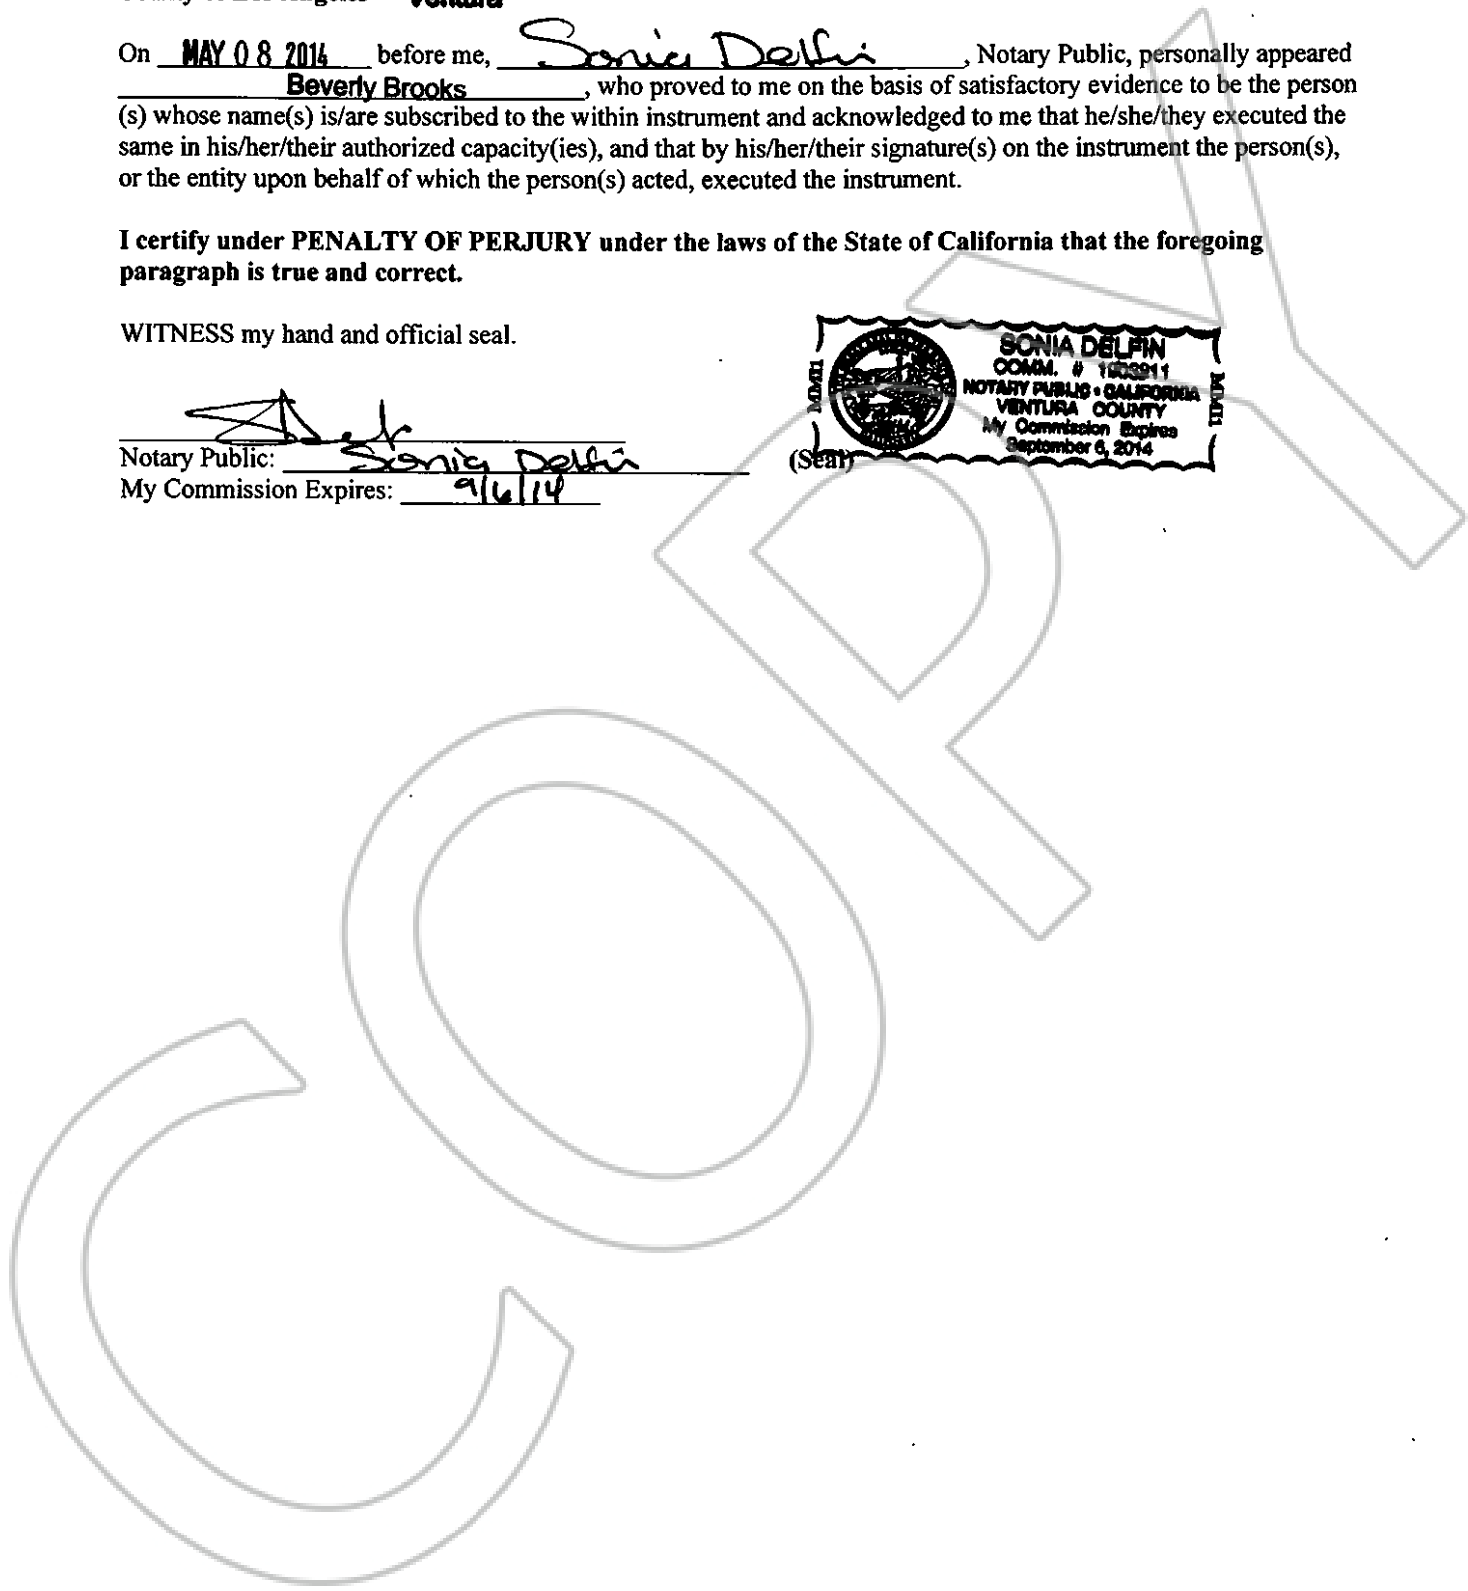 Ventura
On MAY 08 2014 before me, Sonia Delfin, Notary Public, personally appeared
Beverly Brooks, who proved to me on the basis of satisfactory evidence to be the person
(s) whose name(s) is/are subscribed to the within instrument and acknowledged to me that he/she/they executed the
same in his/her/their authorized capacity(ies), and that by his/her/their signature(s) on the instrument the person(s),
or the entity upon behalf of which the person(s) acted, executed the instrument.
I certify under PENALTY OF PERJURY under the laws of the State of California that the foregoing
paragraph is true and correct.
WITNESS my hand and official seal.
SONIA DELFIN
COMM. #
NOTARY PUBLIC • CALIFORNIA
VENTURA COUNTY
My Commission Expires
September 6, 2014
MMI1
MMI1
(Seal)
Notary Public: Sonia Delfin
My Commission Expires: 9/6/14
COPY